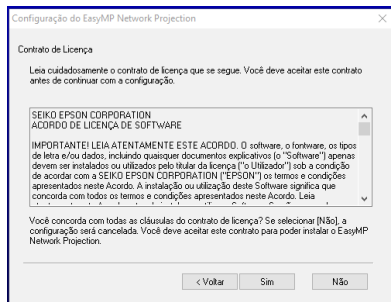 Configuração do EasyMP Network Projection
Contrato de Licença
Leia cuidadosamente o contrato de licença que se segue. Você deve aceitar este contrato
antes de continuar com a configuração.
SEIKO EPSON CORPORATION
ACORDO DE LICENÇA DE SOFTWARE
IMPORTANTE! LEIA ATENTAMENTE ESTE ACORDO. O software, o fontware, os tipos
de letra e/ou dados, incluindo quaisquer documentos explicativos (o "Software") apenas
devem ser instalados ou utilizados pelo titular da licença ("o Utilizador") sob a condição
de acordar com a SEIKO EPSON CORPORATION ("EPSON") os termos e condições
apresentados neste Acordo. A instalação ou utilização deste Software significa que
concorda com todos os termos e condições apresentados neste Acordo. Leia
Você concorda com todas as cláusulas do contrato de licença? Se selecionar [Não], a
configuração será cancelada. Você deve aceitar este contrato para poder instalar o EasyMP
Network Projection.
< Voltar
Sim
Não